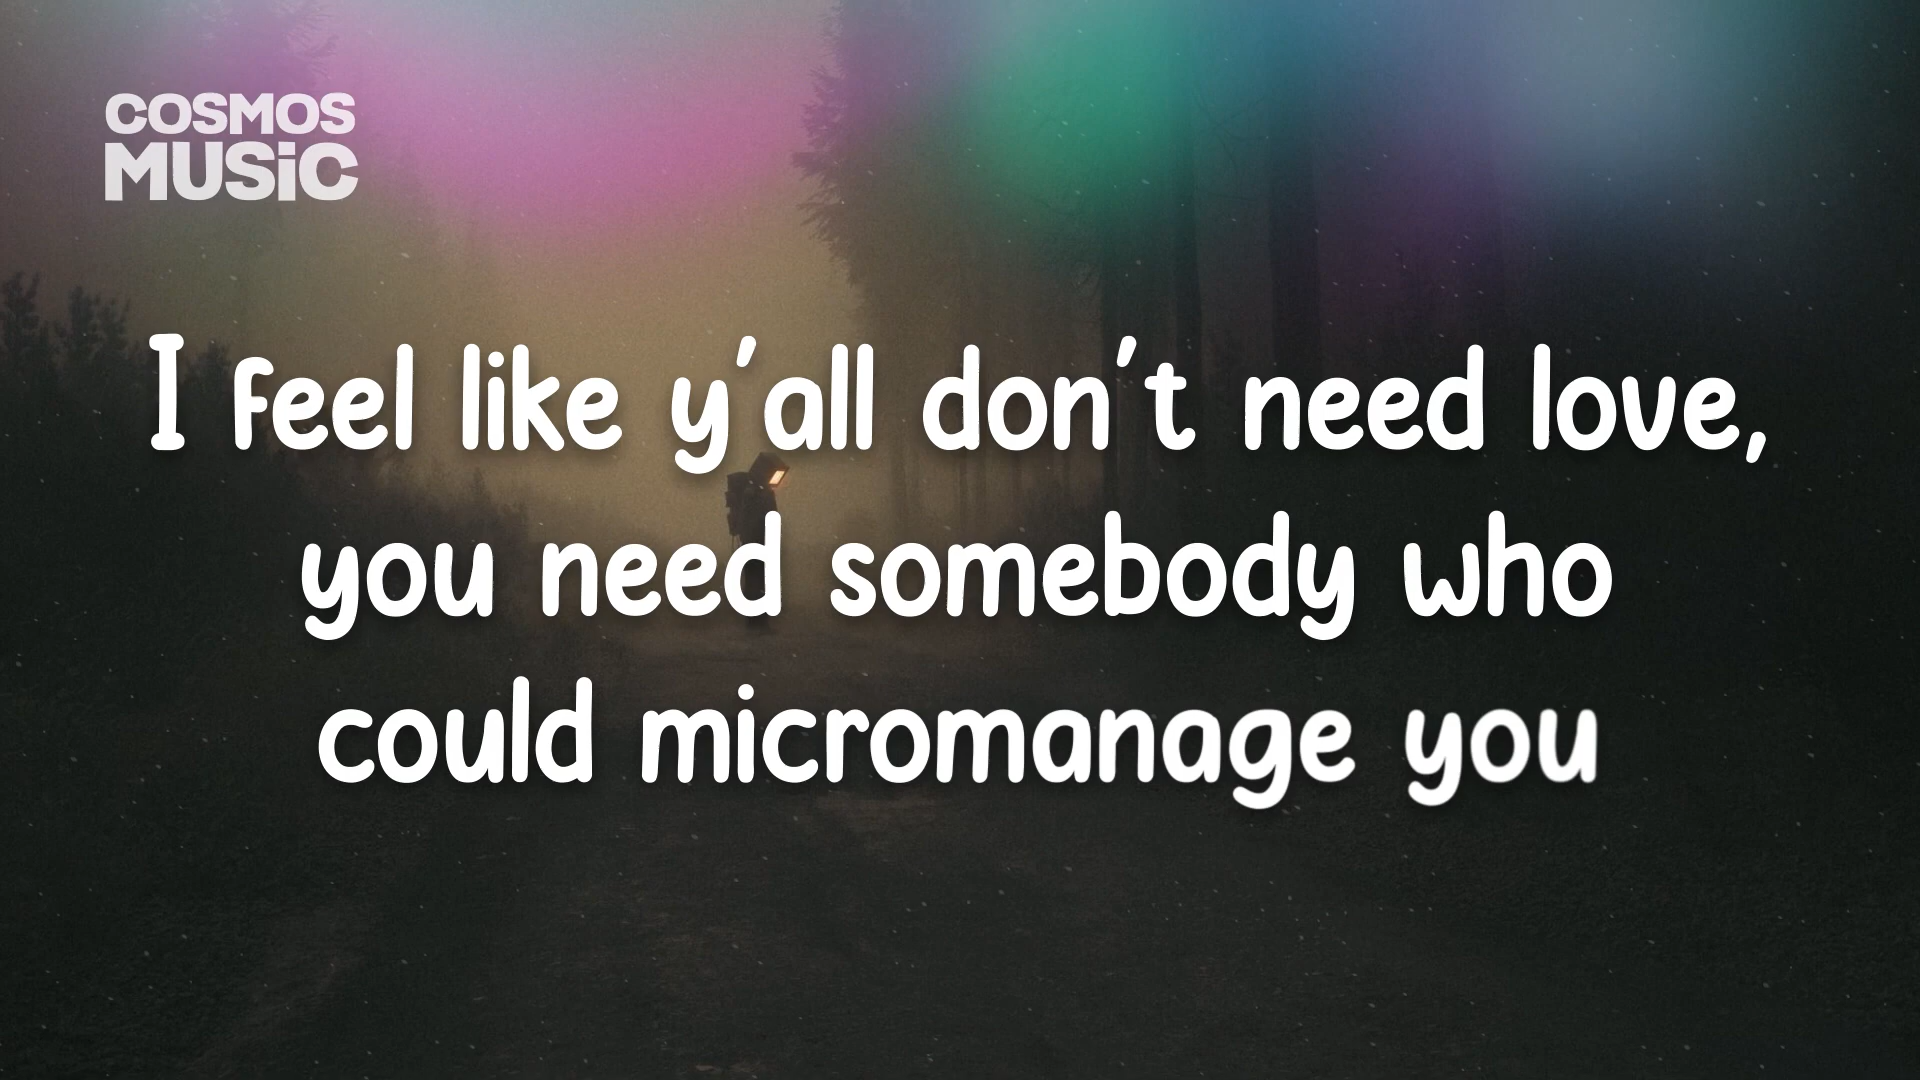 COSMOS
MUSiC
I feel like y'all don't need love,
you need somebody who
could micromanage you